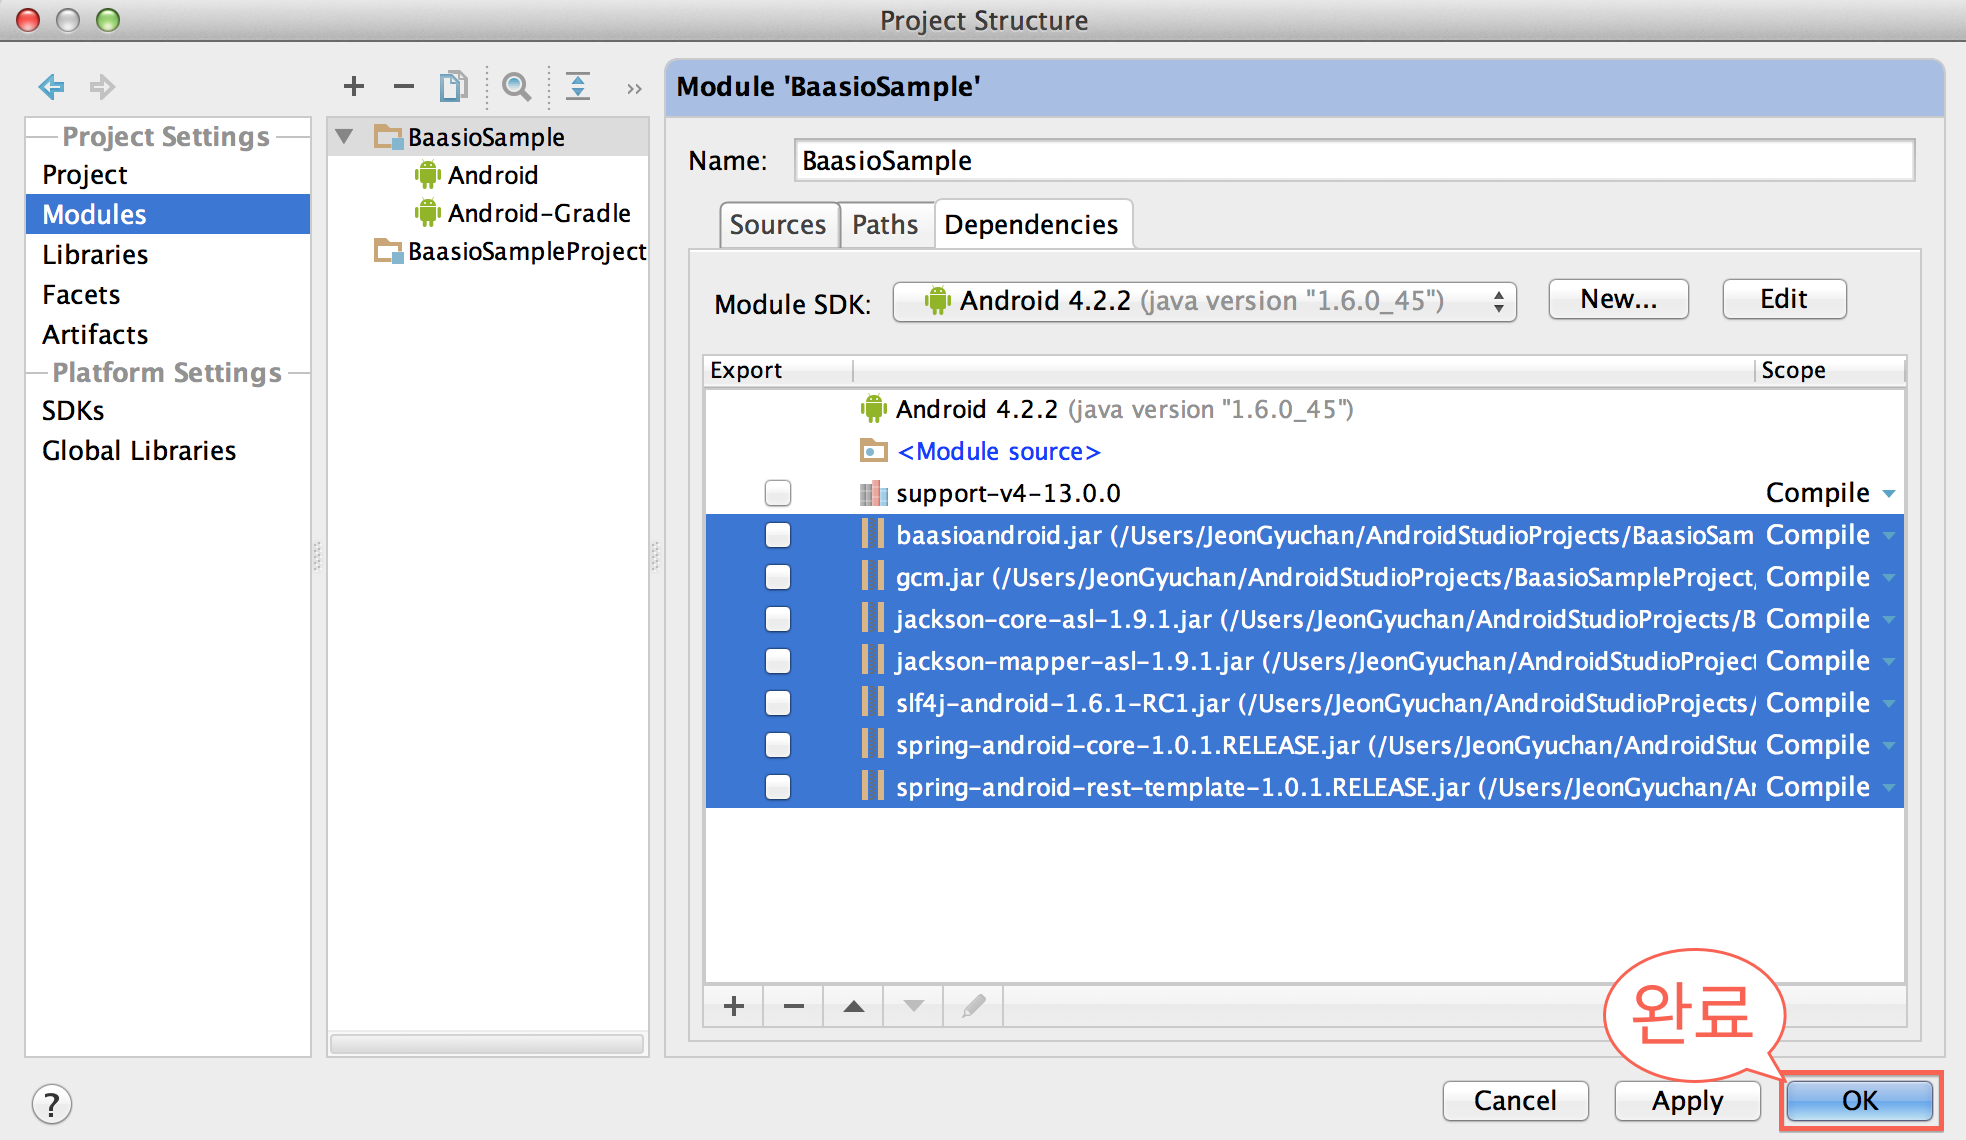 Project Structure
Project Settings
Project
Modules
Libraries
Facets
Artifacts
Platform Settings
SDKs
Global Libraries
BaasioSample
Android
Android-Gradle
BaasioSampleProject
Module 'BaasioSample'
Name: BaasioSample
Sources Paths Dependencies
Module SDK: Android 4.2.2 (java version "1.6.0_45") New... Edit
Export Scope
Android 4.2.2 (java version "1.6.0_45")
<Module source>
support-v4-13.0.0 Compile
baasioandroid.jar (/Users/JeonGyuchan/AndroidStudioProjects/BaasioSam Compile
gcm.jar (/Users/JeonGyuchan/AndroidStudioProjects/BaasioSampleProject, Compile
jackson-core-asl-1.9.1.jar (/Users/JeonGyuchan/AndroidStudioProjects/B Compile
jackson-mapper-asl-1.9.1.jar (/Users/JeonGyuchan/AndroidStudioProject Compile
slf4j-android-1.6.1-RC1.jar (/Users/JeonGyuchan/AndroidStudioProjects/ Compile
spring-android-core-1.0.1.RELEASE.jar (/Users/JeonGyuchan/AndroidStud Compile
spring-android-rest-template-1.0.1.RELEASE.jar (/Users/JeonGyuchan/Ar Compile
완료
? Cancel Apply OK